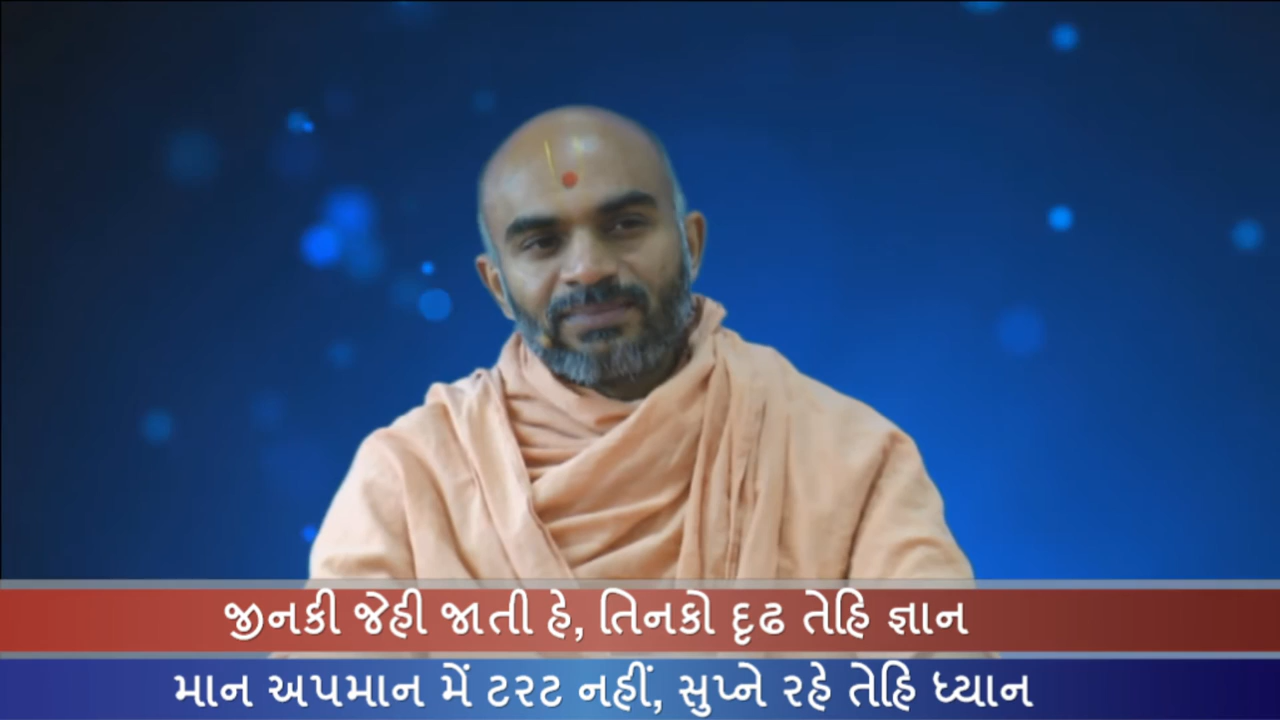 જીનકી જેહી જાતી હે, તિનકો દૃઢ તેહિ જ્ઞાન
માન અપમાન મેં ટરટ નહીં, સુપ્ને રહે તેહિ ધ્યાન